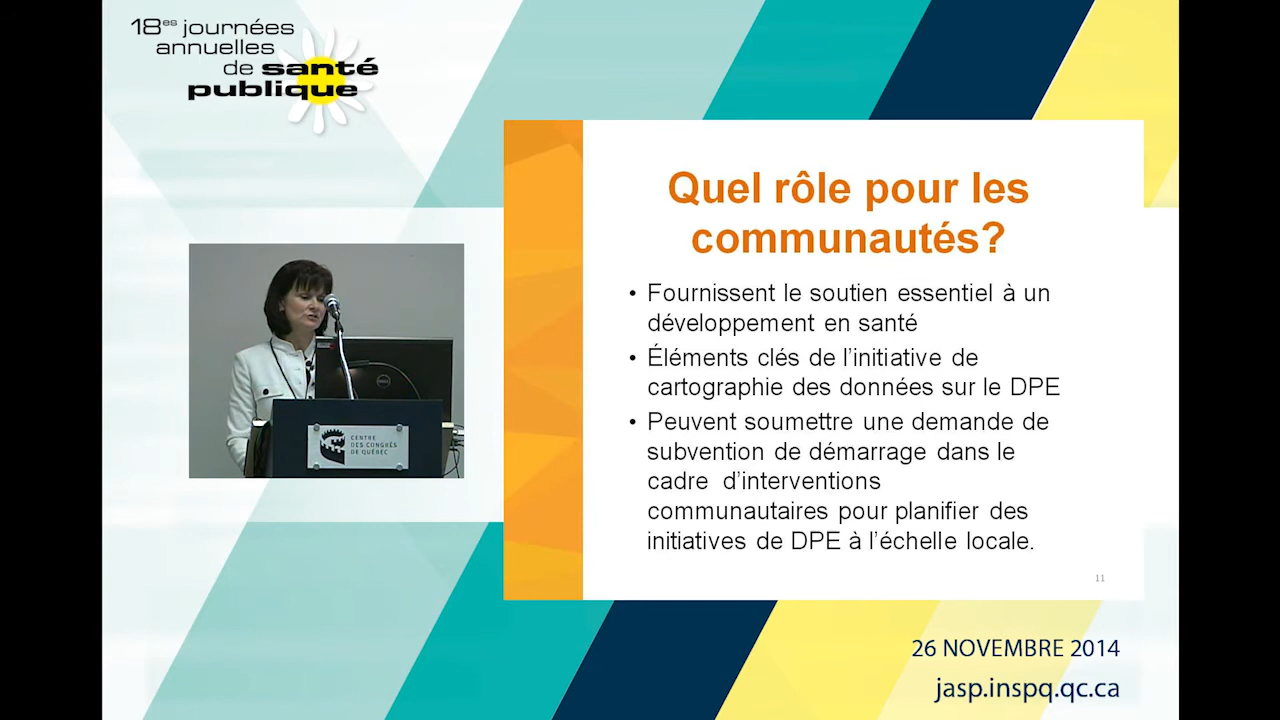 18es journées
annuelles
de santé
publique
Quel rôle pour les
communautés?
• Fournissent le soutien essentiel à un
développement en santé
• Éléments clés de l’initiative de
cartographie des données sur le DPE
• Peuvent soumettre une demande de
subvention de démarrage dans le
cadre d’interventions
communautaires pour planifier des
initiatives de DPE à l’échelle locale.
11
DELL
CENTRE
DES CONGRÈS
DE QUÉBEC
26 NOVEMBRE 2014
jasp.inspq.qc.ca